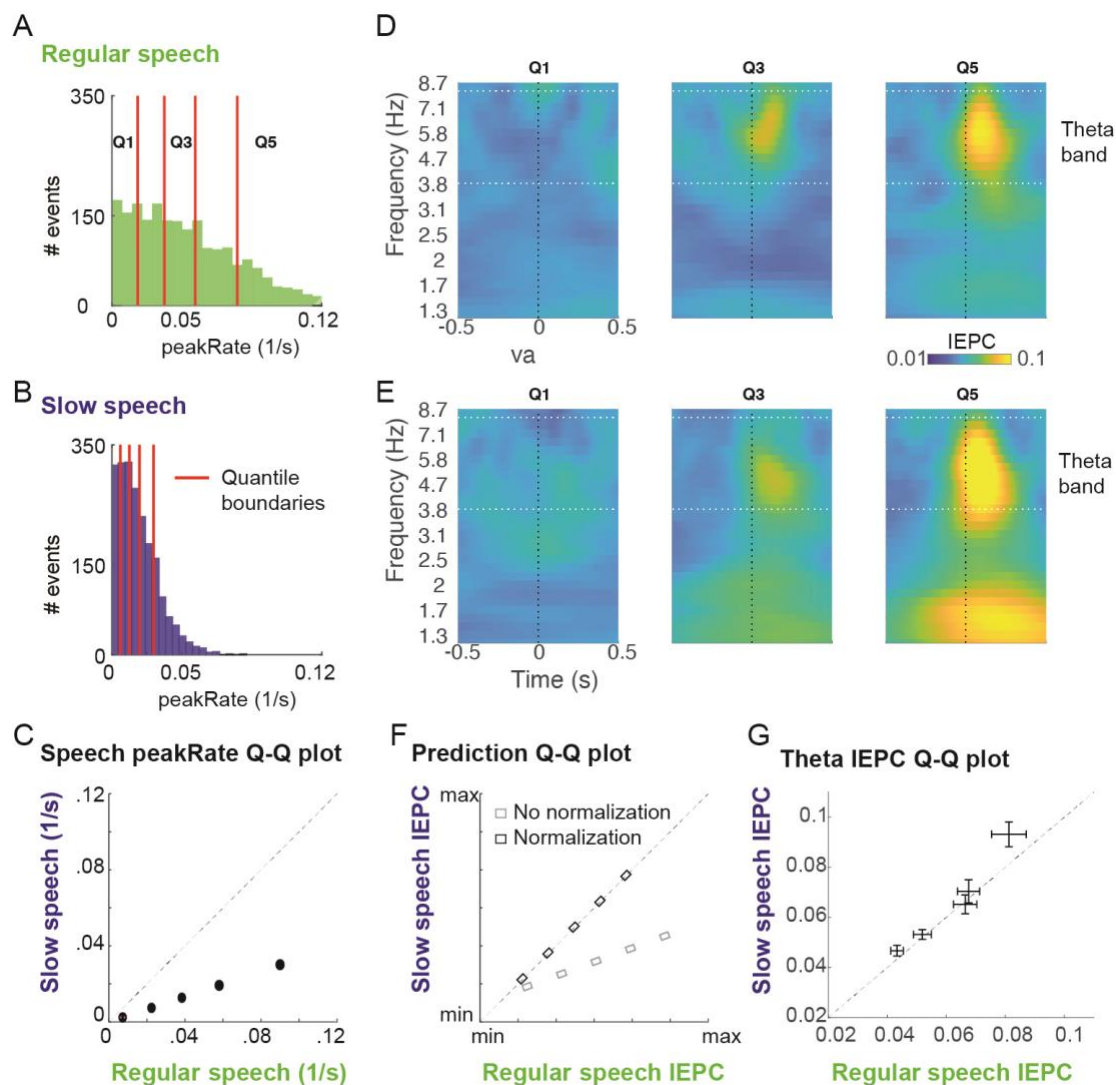 A
Regular speech
350
150
0
# events
Q1
Q3
Q5
0
0.05
0.12
peakRate (1/s)
B
Slow speech
350
150
0
# events
Quantile
boundaries
0
0.05
0.12
peakRate (1/s)
C
Speech peakRate Q-Q plot
Slow speech (1/s)
.12
.04
0
0
.04
.12
Regular speech (1/s)
D
Q1
Q3
Q5
Frequency (Hz)
8.7
7.1
5.8
4.7
3.8
3.1
2.5
2
1.7
1.3
-0.5
0
0.5
va
Theta
band
IEPC
0.01
0.1
E
Q1
Q3
Q5
Frequency (Hz)
8.7
7.1
5.8
4.7
3.8
3.1
2.5
2
1.7
1.3
-0.5
0
0.5
Time (s)
Theta
band
F
Prediction Q-Q plot
Slow speech IEPC
max
min
No normalization
Normalization
min
max
Regular speech IEPC
G
Theta IEPC Q-Q plot
Slow speech IEPC
0.1
0.08
0.06
0.04
0.02
0.02
0.04
0.06
0.08
0.1
Regular speech IEPC